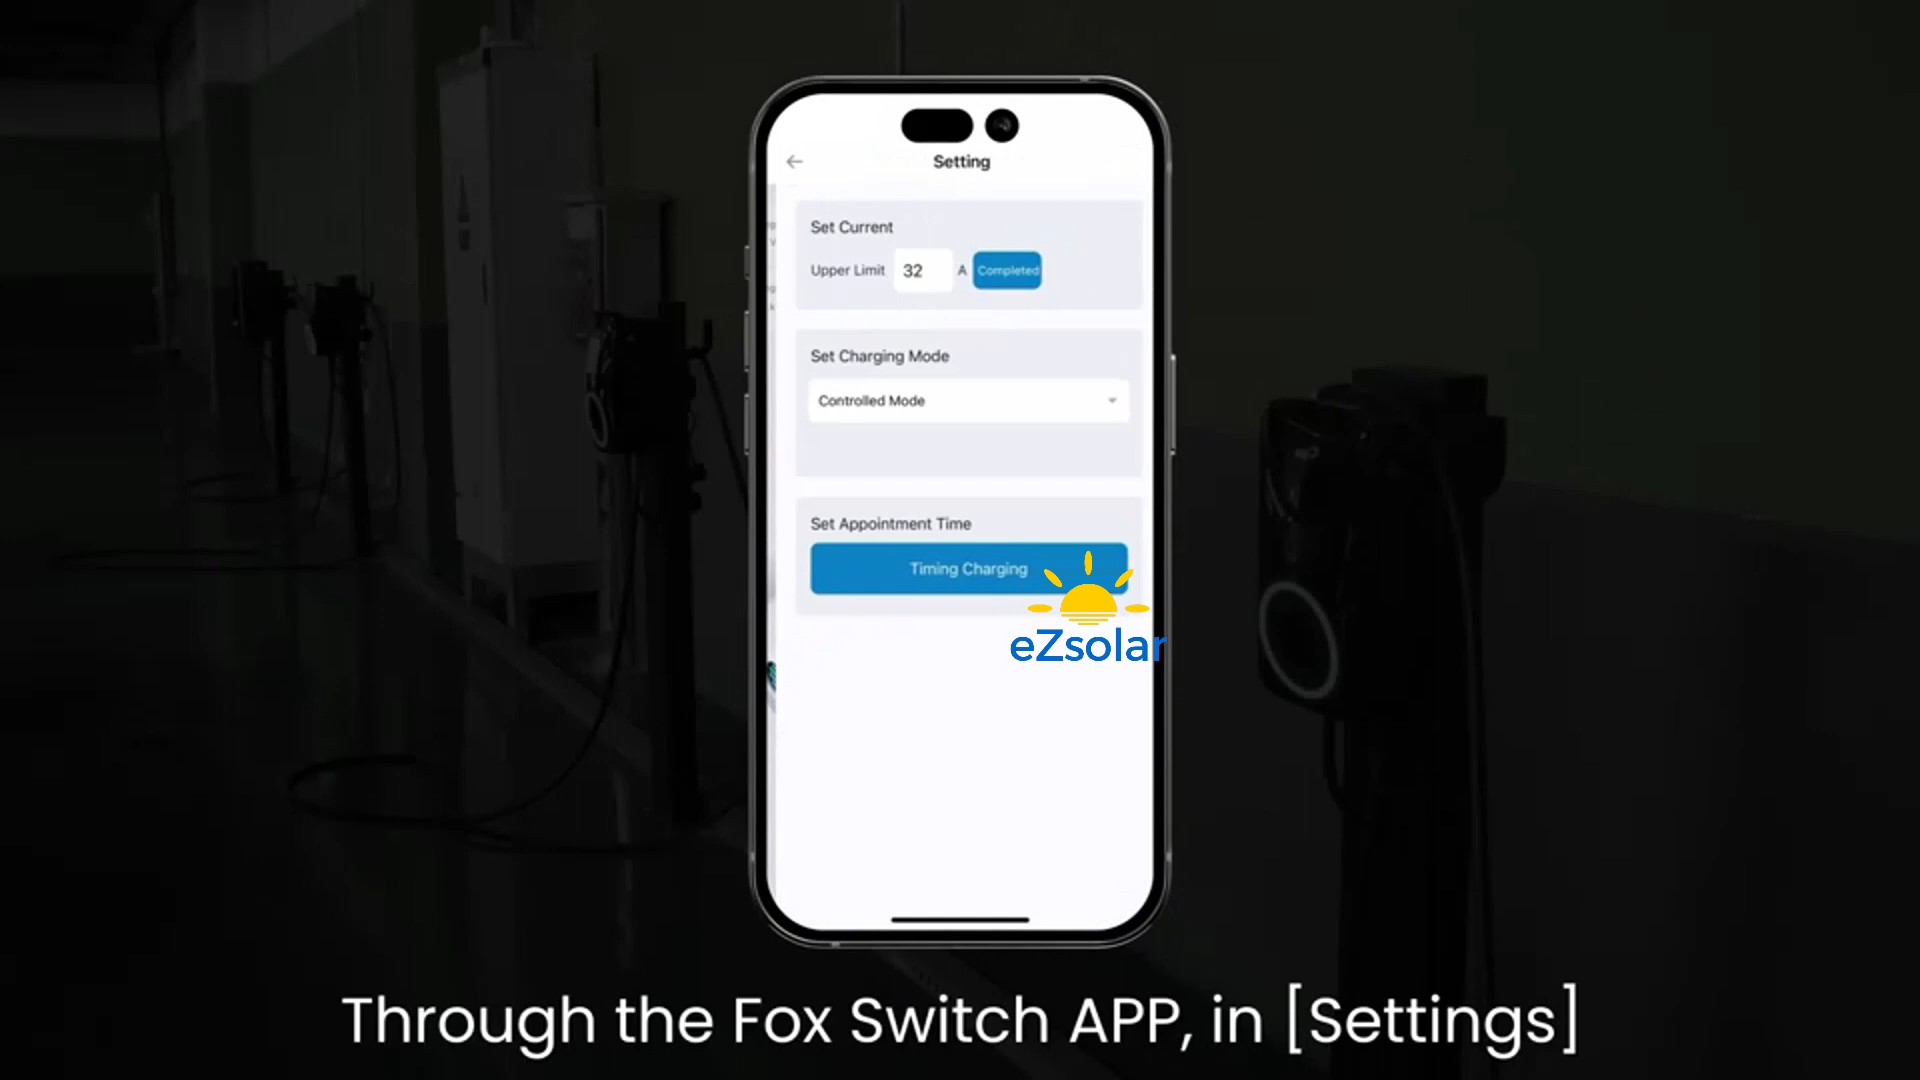 Setting
Set Current
Upper Limit 32 A Completed
Set Charging Mode
Controlled Mode
Set Appointment Time
Timing Charging
eZsolar
Through the Fox Switch APP, in [Settings]